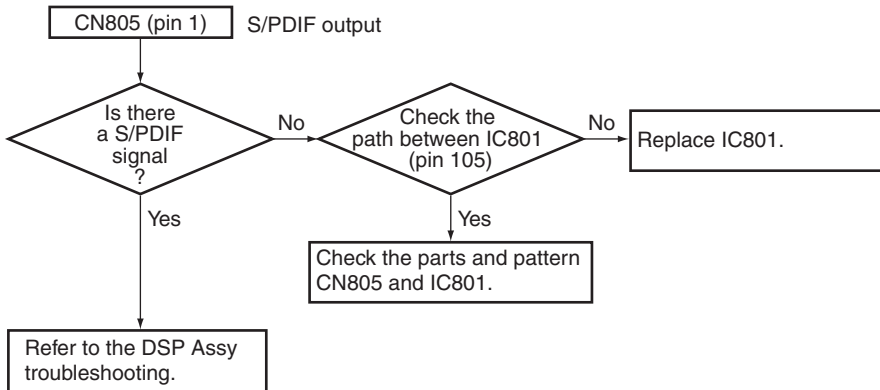 CN805 (pin 1)
S/PDIF output
Is there
a S/PDIF
signal
?
No
Check the
path between IC801
(pin 105)
No
Replace IC801.
Yes
Yes
Check the parts and pattern
CN805 and IC801.
Refer to the DSP Assy
troubleshooting.